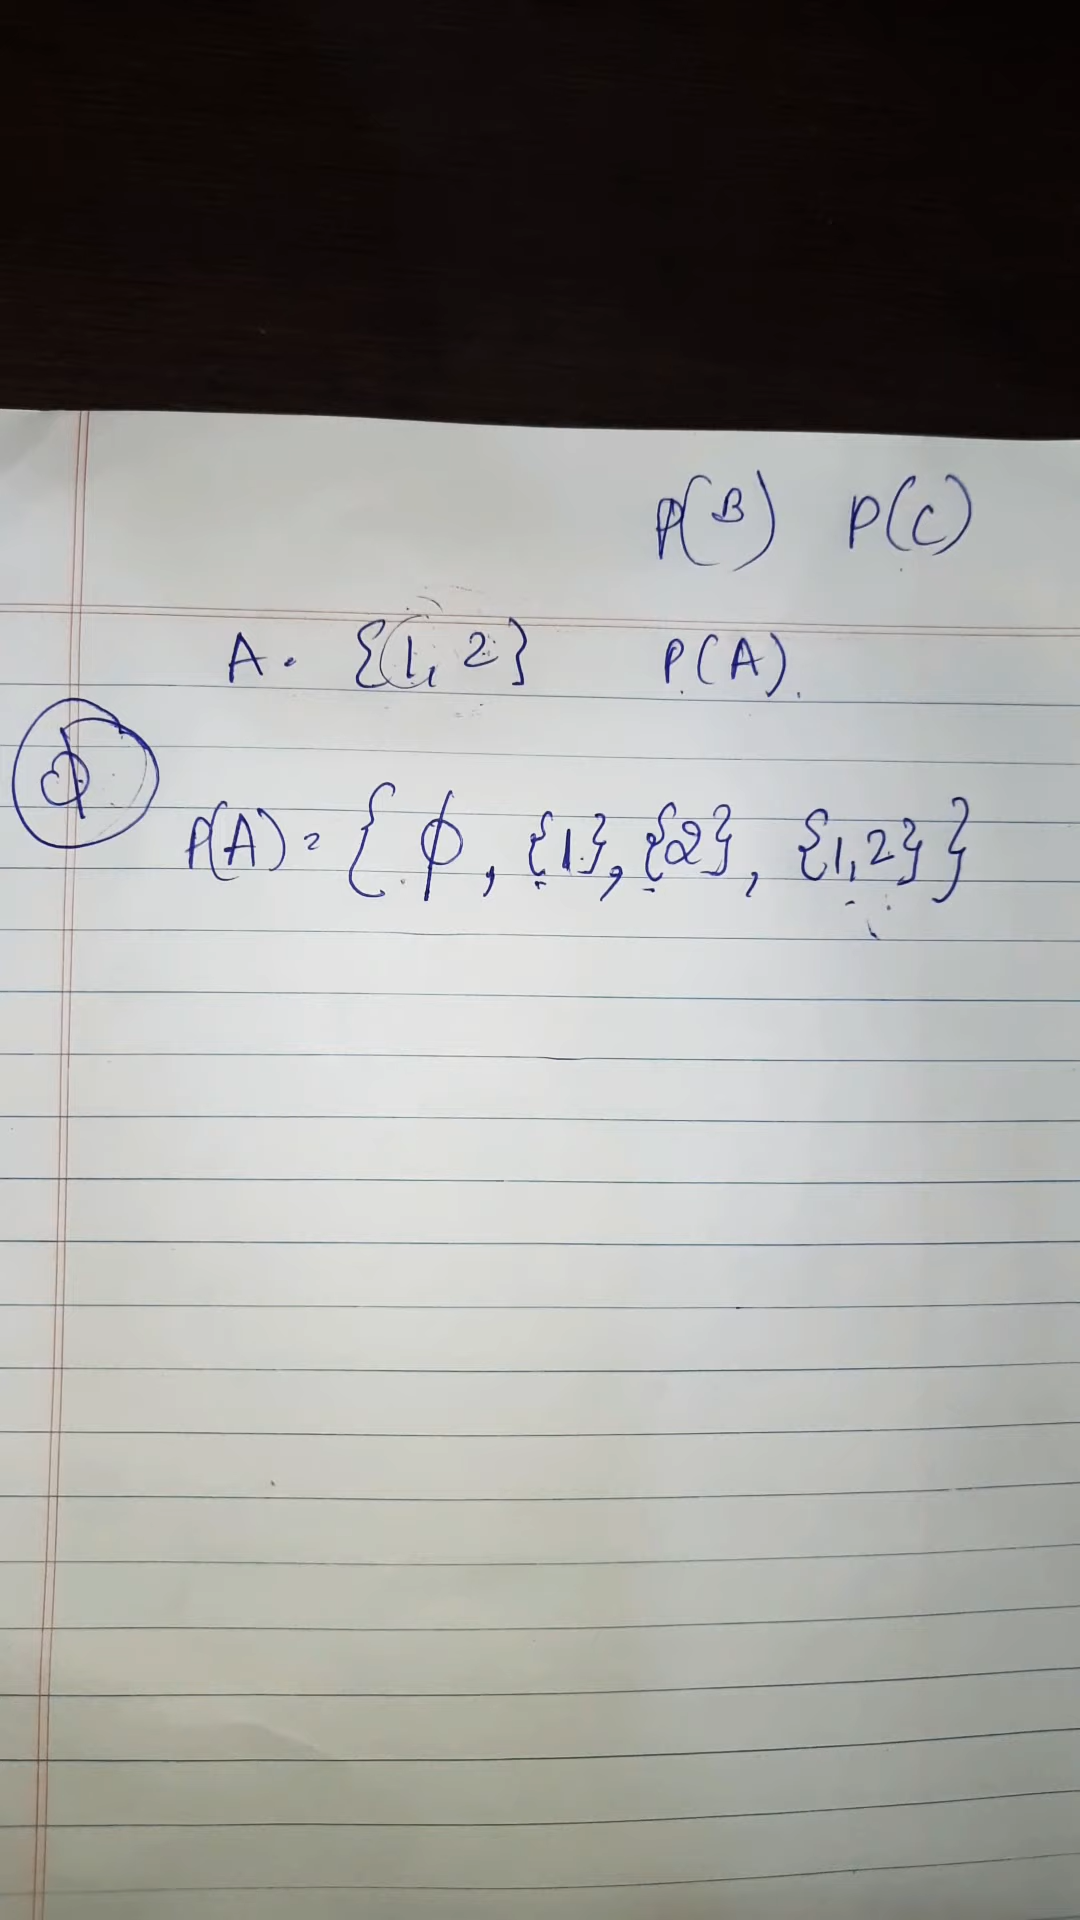 P(B) P(C)
A. {1, 2} P(A).
ϕ
P(A) = { ϕ, {1}, {2}, {1,2} }